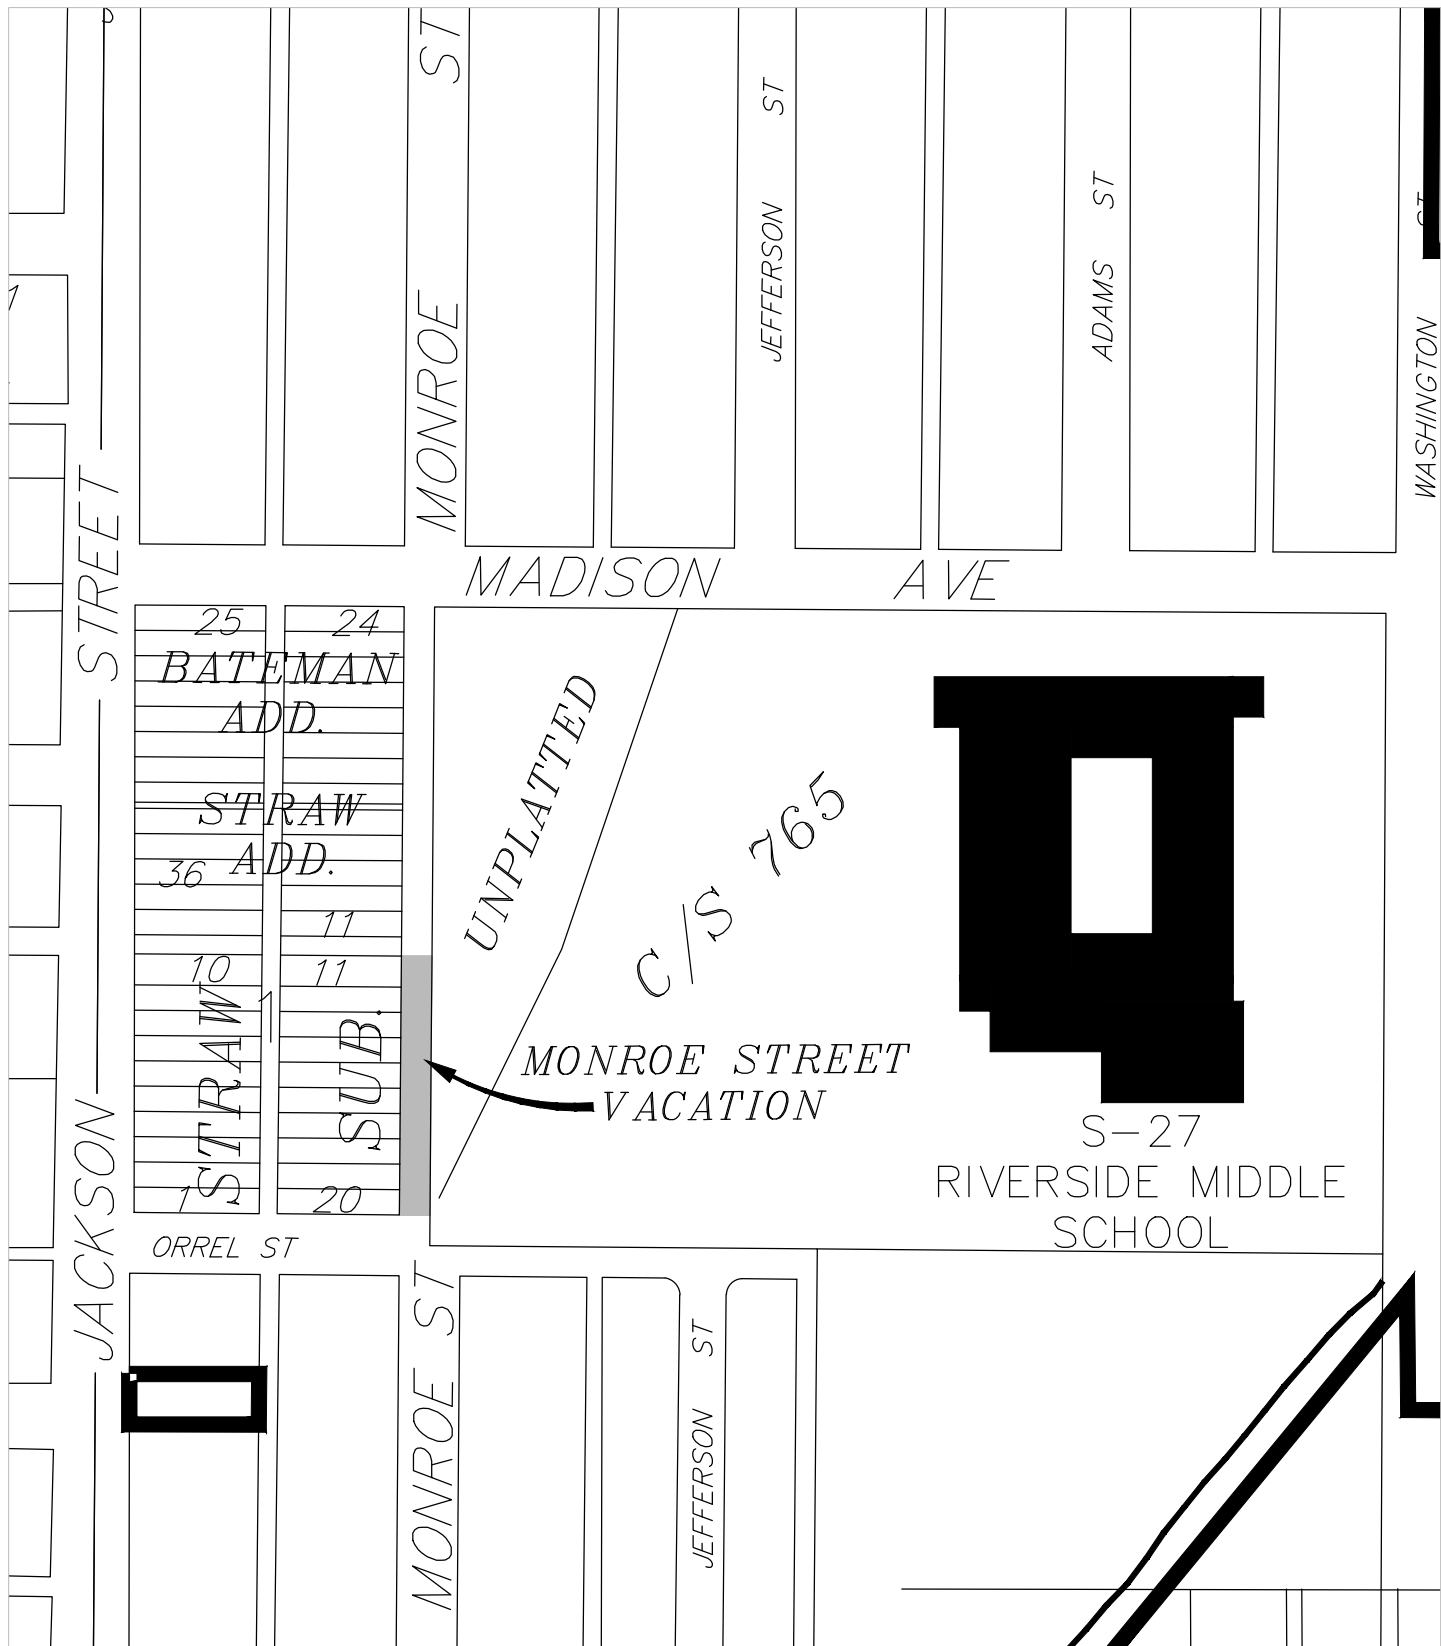 MONROE ST
JEFFERSON ST
ADAMS ST
WASHINGTON
MADISON AVE
JACKSON STREET
25
24
BATEMAN
ADD.
STRAW
ADD.
36
11
10
11
1
STRAW SUB.
1
20
UNPLATTED
C/S 765
MONROE STREET
VACATION
S-27
RIVERSIDE MIDDLE
SCHOOL
ORREL ST
MONROE ST
JEFFERSON ST